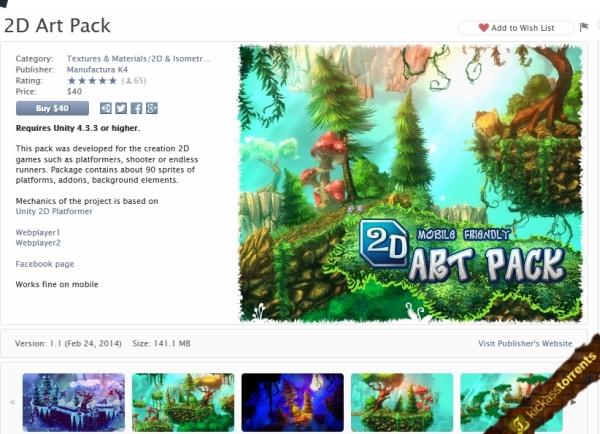 2D Art Pack
Add to Wish List
Category: Textures & Materials/2D & Isometr...
Publisher: Manufactura K4
Rating: (65)
Price: $40
Buy $40
Requires Unity 4.3.3 or higher.
This pack was developed for the creation 2D
games such as platformers, shooter or endless
runners. Package contains about 90 sprites of
platforms, addons, background elements.
Mechanics of the project is based on
Unity 2D Platformer
Webplayer1
Webplayer2
Facebook page
Works fine on mobile
2D MOBILE FRIENDLY
ART PACK
Version: 1.1 (Feb 24, 2014) Size: 141.1 MB
Visit Publisher's Website
kickasstorrents